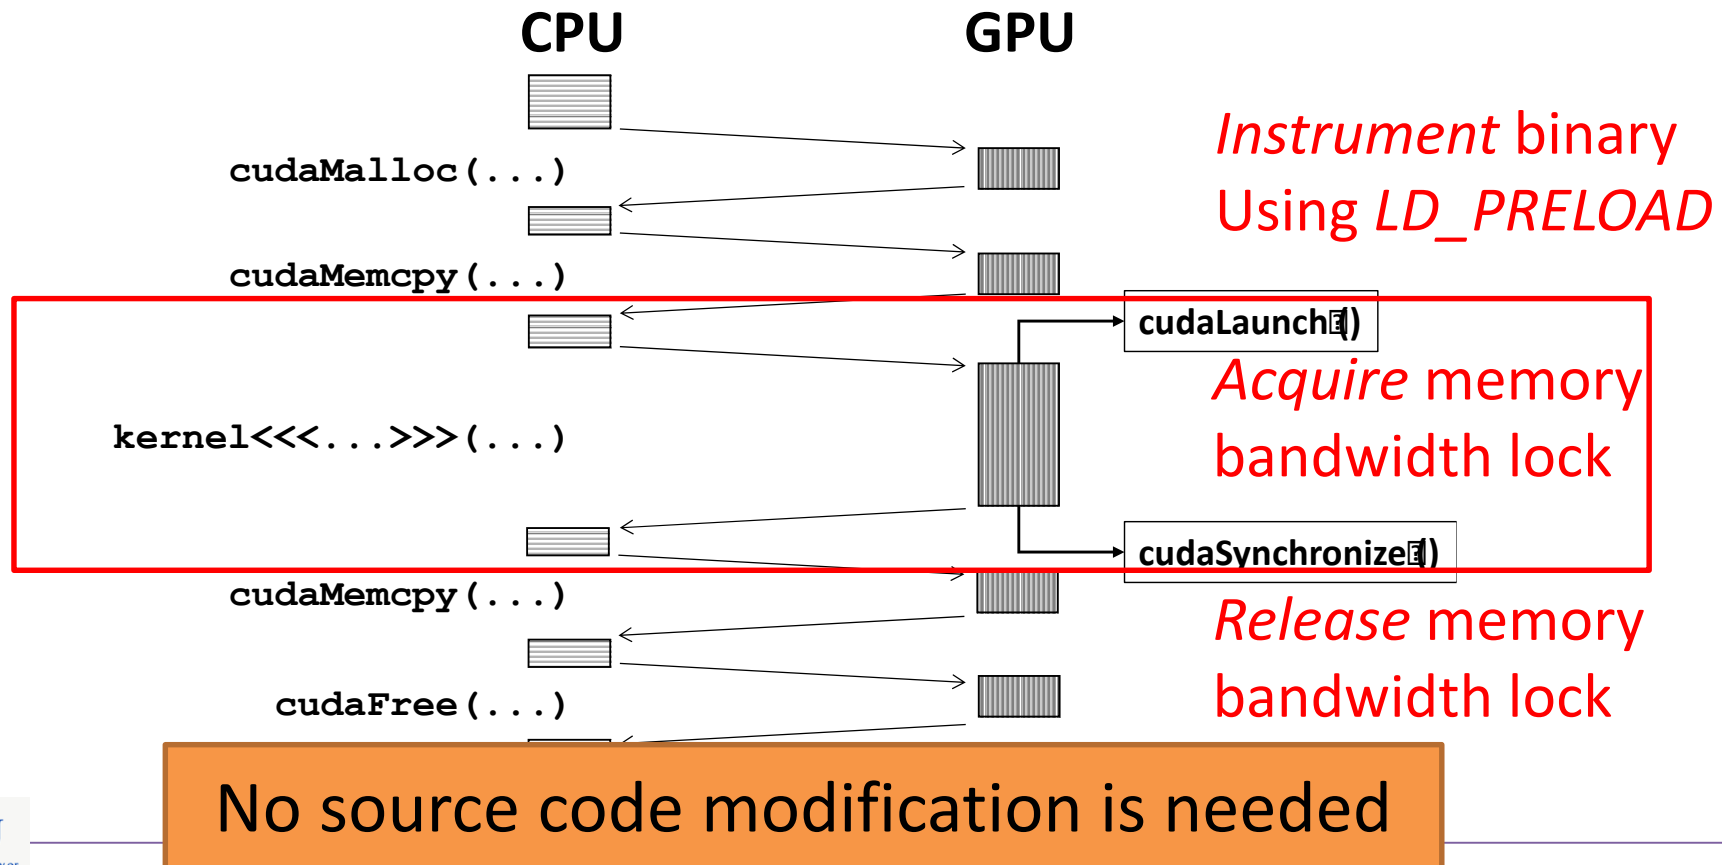 CPU
GPU
Instrument binary
Using LD_PRELOAD
cudaMalloc(...)
cudaMemcpy(...)
cudaLaunch()
Acquire memory
bandwidth lock
kernel<<<...>>>(...)
cudaSynchronize()
cudaMemcpy(...)
Release memory
bandwidth lock
cudaFree(...)
No source code modification is needed